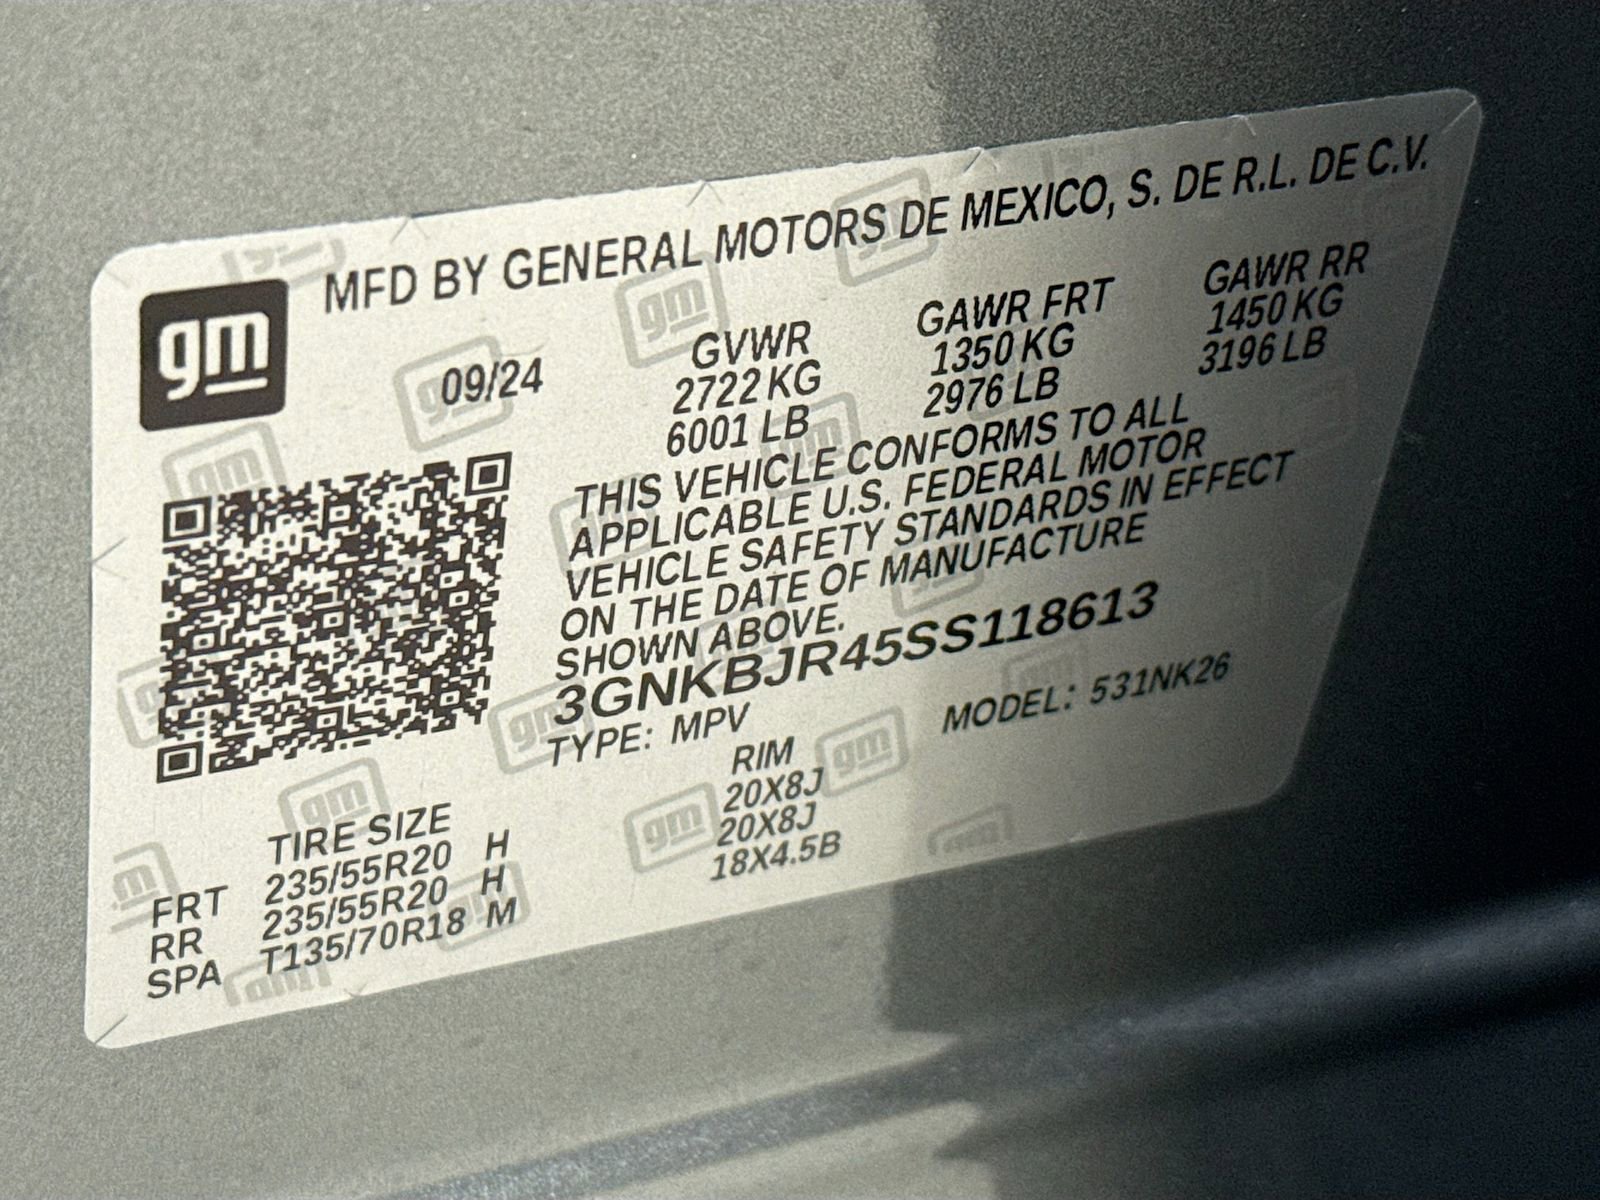 MFD BY GENERAL MOTORS DE MEXICO, S. DE R.L. DE C.V.
gm
09/24
GVWR GAWR FRT GAWR RR
2722 KG 1350 KG 1450 KG
6001 LB 2976 LB 3196 LB
THIS VEHICLE CONFORMS TO ALL
APPLICABLE U.S. FEDERAL MOTOR
VEHICLE SAFETY STANDARDS IN EFFECT
ON THE DATE OF MANUFACTURE
SHOWN ABOVE.
3GNKBJR45SS118613
TYPE: MPV MODEL: 531NK26
TIRE SIZE RIM
FRT 235/55R20 H 20X8J
RR 235/55R20 H 20X8J
SPA T135/70R18 M 18X4.5B